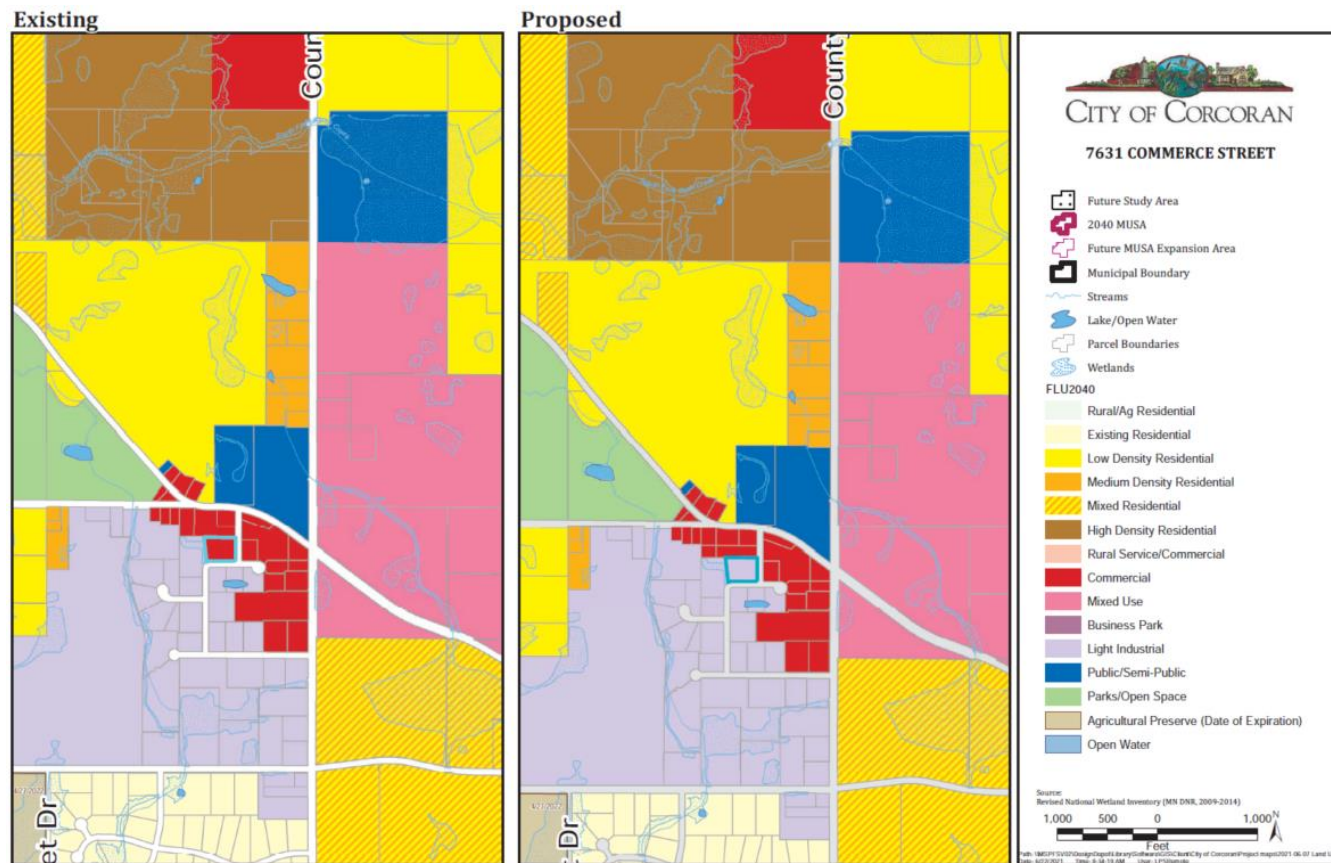 Existing
Proposed
Coun
County
CITY OF CORCORAN
7631 COMMERCE STREET
Future Study Area
2040 MUSA
Future MUSA Expansion Area
Municipal Boundary
Streams
Lake/Open Water
Parcel Boundaries
Wetlands
FLU2040
Rural/Ag Residential
Existing Residential
Low Density Residential
Medium Density Residential
Mixed Residential
High Density Residential
Rural Service/Commercial
Commercial
Mixed Use
Business Park
Light Industrial
Public/Semi-Public
Parks/Open Space
Agricultural Preserve (Date of Expiration)
Open Water
Source:
Revised National Wetland Inventory (MN DNR, 2009-2014)
1,000 500 0 1,000
Feet
N
et Dr
Dr